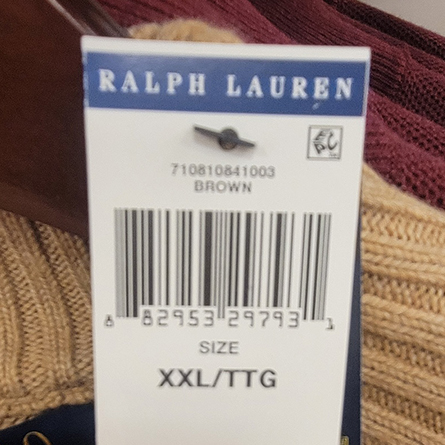 RALPH LAUREN
710810841003
BROWN
8 82953 29793 1
SIZE
XXL/TTG